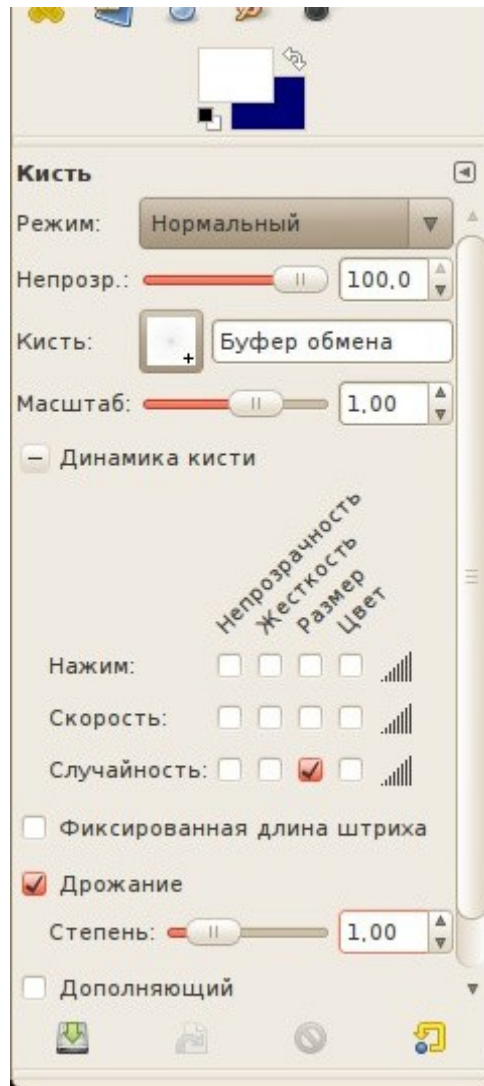 Кисть
Режим: Нормальный
Непрозр.: 100,0
Кисть: Буфер обмена
Масштаб: 1,00
Динамика кисти
Непрозрачность
Жесткость
Размер
Цвет
Нажим:
Скорость:
Случайность:
Фиксированная длина штриха
Дрожание
Степень: 1,00
Дополняющий